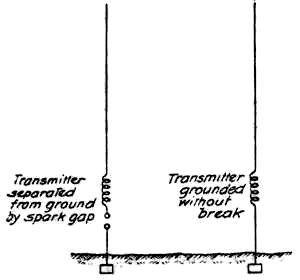 Transmitter
separated
from ground
by spark gap
Transmitter
grounded
without
break